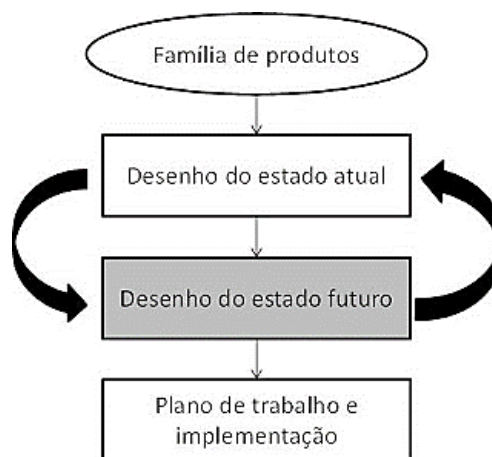 Família de produtos
Desenho do estado atual
Desenho do estado futuro
Plano de trabalho e
implementação